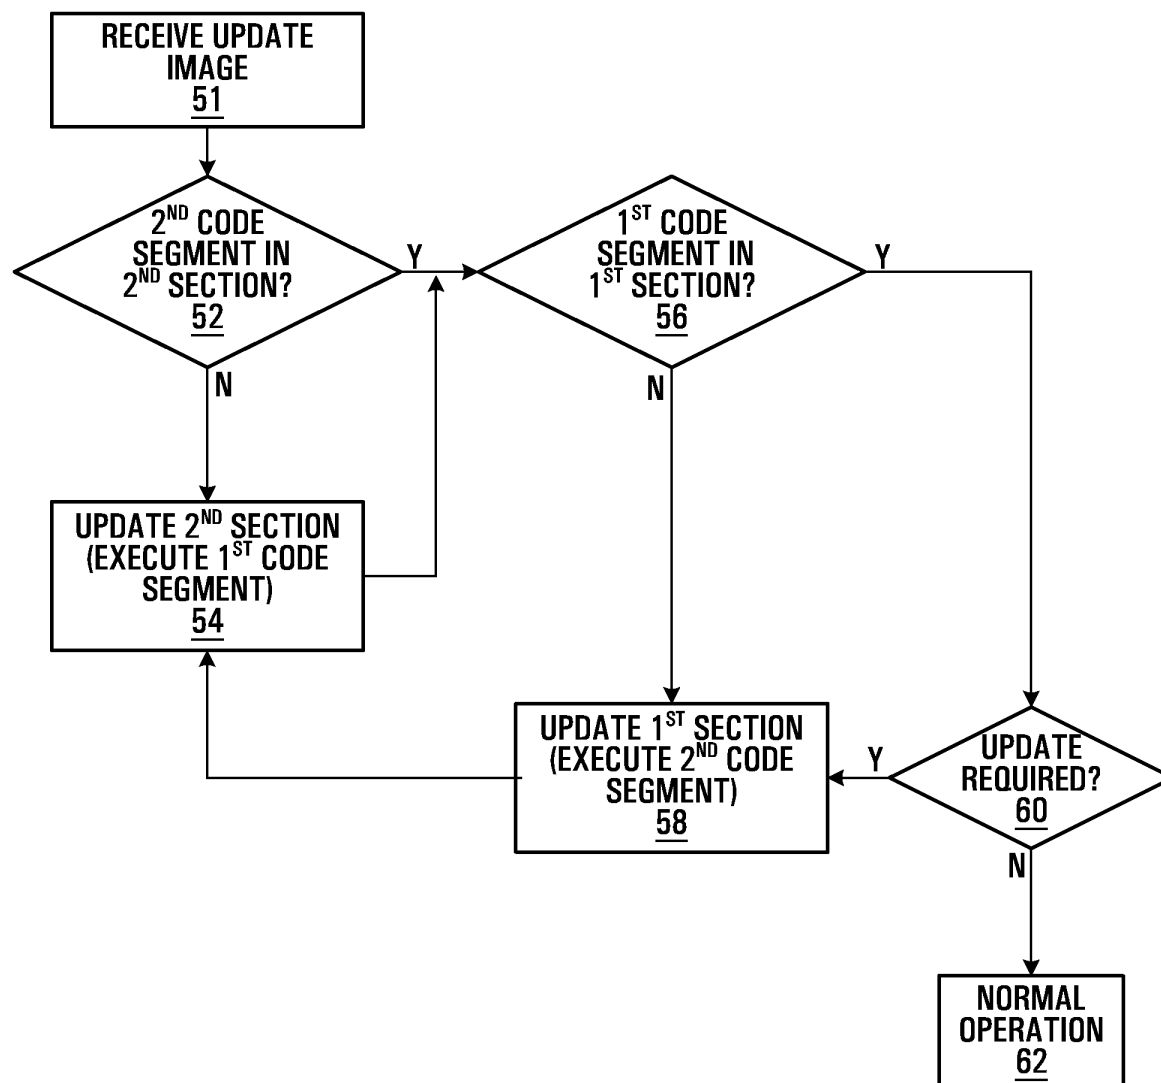 RECEIVE UPDATE
IMAGE
51
2ND CODE
SEGMENT IN
2ND SECTION?
52
Y
N
1ST CODE
SEGMENT IN
1ST SECTION?
56
Y
N
UPDATE 2ND SECTION
(EXECUTE 1ST CODE
SEGMENT)
54
UPDATE 1ST SECTION
(EXECUTE 2ND CODE
SEGMENT)
58
Y
UPDATE
REQUIRED?
60
N
NORMAL
OPERATION
62